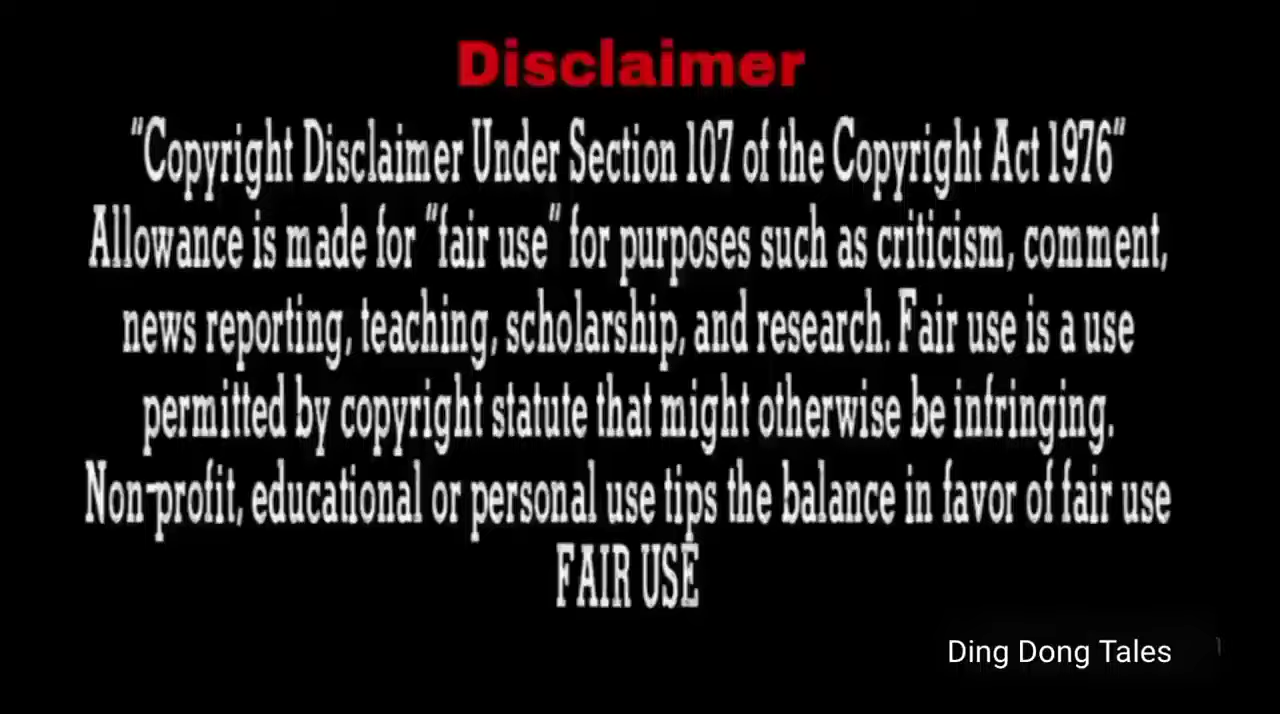 Disclaimer
"Copyright Disclaimer Under Section 107 of the Copyright Act 1976"
Allowance is made for "fair use" for purposes such as criticism, comment,
news reporting, teaching, scholarship, and research. Fair use is a use
permitted by copyright statute that might otherwise be infringing.
Non-profit, educational or personal use tips the balance in favor of fair use
FAIR USE
Ding Dong Tales